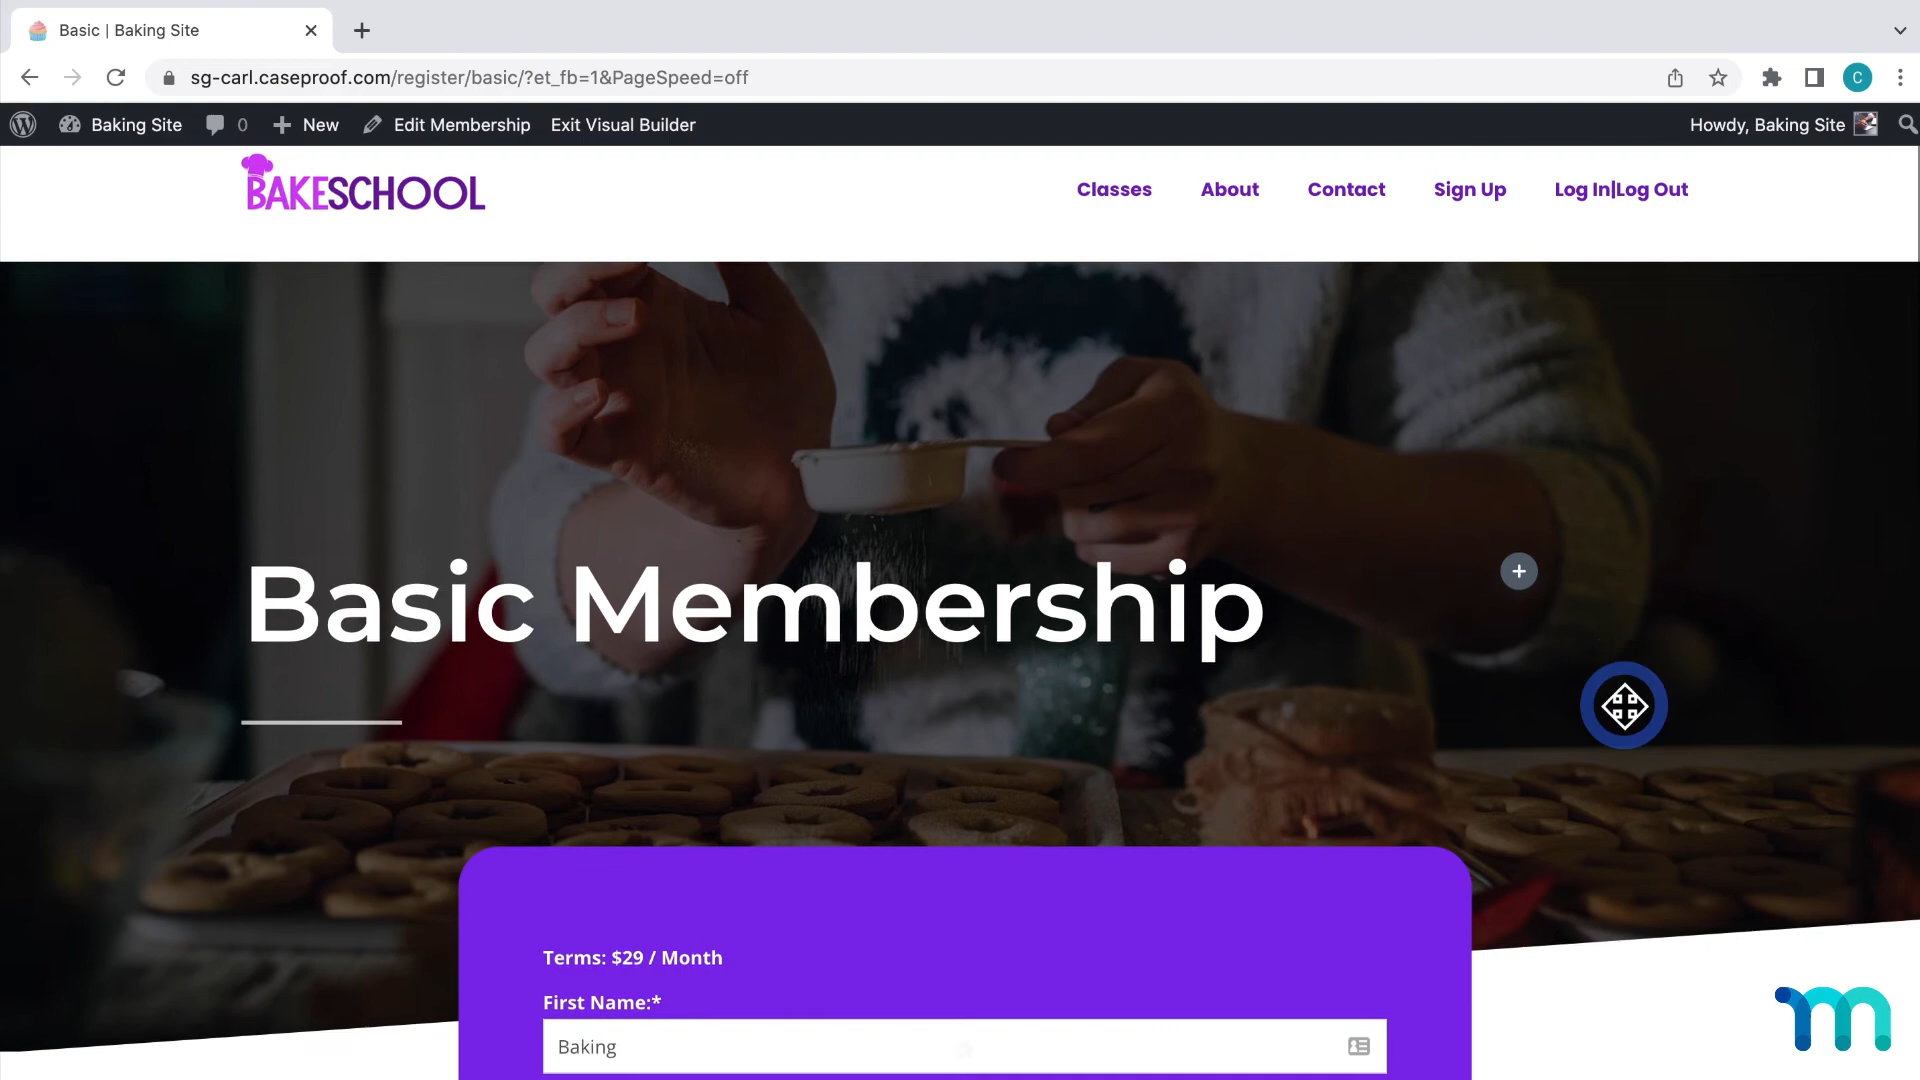 Basic | Baking Site
sg-carl.caseproof.com/register/basic/?et_fb=1&PageSpeed=off
C
Baking Site 0 New Edit Membership Exit Visual Builder Howdy, Baking Site
BAKESCHOOL
Classes About Contact Sign Up Log In|Log Out
Basic Membership
Terms: $29 / Month
First Name:*
Baking
m